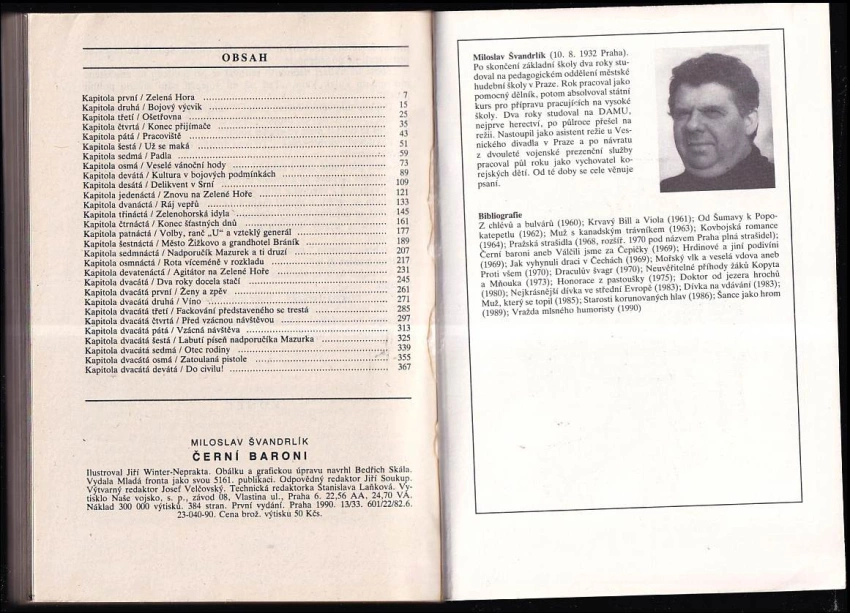 OBSAH
Kapitola první / Zelená Hora 7
Kapitola druhá / Bojový výcvik 15
Kapitola třetí / Ošetřovna 25
Kapitola čtvrtá / Konec přijímače 35
Kapitola pátá / Pracoviště 43
Kapitola šestá / Už se maká 51
Kapitola sedmá / Padla 59
Kapitola osmá / Veselé vánoční hody 73
Kapitola devátá / Kultura v bojových podmínkách 89
Kapitola desátá / Delikvent v Srní 109
Kapitola jedenáctá / Znovu na Zelené Hoře 121
Kapitola dvanáctá / Ráj vepřů 133
Kapitola třináctá / Zelenohorská idyla 145
Kapitola čtrnáctá / Konec šťastných dnů 161
Kapitola patnáctá / Volby, ranč „U“ a vzteklý generál 177
Kapitola šestnáctá / Město Žižkovo a grandhotel Bráník 189
Kapitola sedmnáctá / Nadporučík Mazurek a ti druzí 207
Kapitola osmnáctá / Rota víceméně v rozkladu 217
Kapitola devatenáctá / Agitátor na Zelené Hoře 231
Kapitola dvacátá / Dva roky docela stačí 245
Kapitola dvacátá první / Ženy a zpěv 261
Kapitola dvacátá druhá / Víno 271
Kapitola dvacátá třetí / Fackování představeného se trestá 285
Kapitola dvacátá čtvrtá / Před vzácnou návštěvou 297
Kapitola dvacátá pátá / Vzácná návštěva 313
Kapitola dvacátá šestá / Labutí píseň nadporučíka Mazurka 325
Kapitola dvacátá sedmá / Otec rodiny 339
Kapitola dvacátá osmá / Zatoulaná pistole 355
Kapitola dvacátá devátá / Do civilu! 367
MILOSLAV ŠVANDRLÍK
ČERNÍ BARONI
Ilustroval Jiří Winter-Neprakta. Obálku a grafickou úpravu navrhl Bedřich Skála.
Vydala Mladá fronta jako svou 5161. publikaci. Odpovědný redaktor Jiří Soukup.
Výtvarný redaktor Josef Velčovský. Technická redaktorka Stanislava Laňková. Vy-
tisklo Naše vojsko, s. p., závod 08, Vlastina ul., Praha 6. 22,56 AA, 24,70 VA.
Náklad 300 000 výtisků. 384 stran. První vydání. Praha 1990. 13/33. 601/22/82.6.
23-040-90. Cena brož. výtisku 50 Kčs.
Miloslav Švandrlík (10. 8. 1932 Praha).
Po skončení základní školy dva roky stu-
doval na pedagogickém oddělení městské
hudební školy v Praze. Rok pracoval jako
pomocný dělník, potom absolvoval státní
kurs pro přípravu pracujících na vysoké
školy. Dva roky studoval na DAMU,
nejprve herectví, po půlroce přešel na
režii. Nastoupil jako asistent režie u Ves-
nického divadla v Praze a po návratu
z dvouleté vojenské prezenční služby
pracoval půl roku jako vychovatel ko-
rejských dětí. Od té doby se cele věnuje
psaní.
Bibliografie
Z chlévů a bulvárů (1960); Krvavý Bill a Viola (1961); Od Šumavy k Popo-
katepetlu (1962); Muž s kanadským trávníkem (1963); Kovbojská romance
(1964); Pražská strašidla (1968, rozšíř. 1970 pod názvem Praha plná strašidel);
Černí baroni aneb Válčili jsme za Čepičky (1969); Hrdinové a jiní podivíni
(1969); Jak vyhynuli draci v Čechách (1969); Mořský vlk a veselá vdova aneb
Proti všem (1970); Draculův švagr (1970); Neuvěřitelné příhody žáků Kopyta
a Mňouka (1973); Honorace z pastoušky (1975); Doktor od jezera hrochů
(1980); Nejkrásnější dívka ve střední Evropě (1983); Dívka na vdávání (1983);
Muž, který se topil (1985); Starosti korunovaných hlav (1986); Šance jako hrom
(1989); Vražda mlsného humoristy (1990)